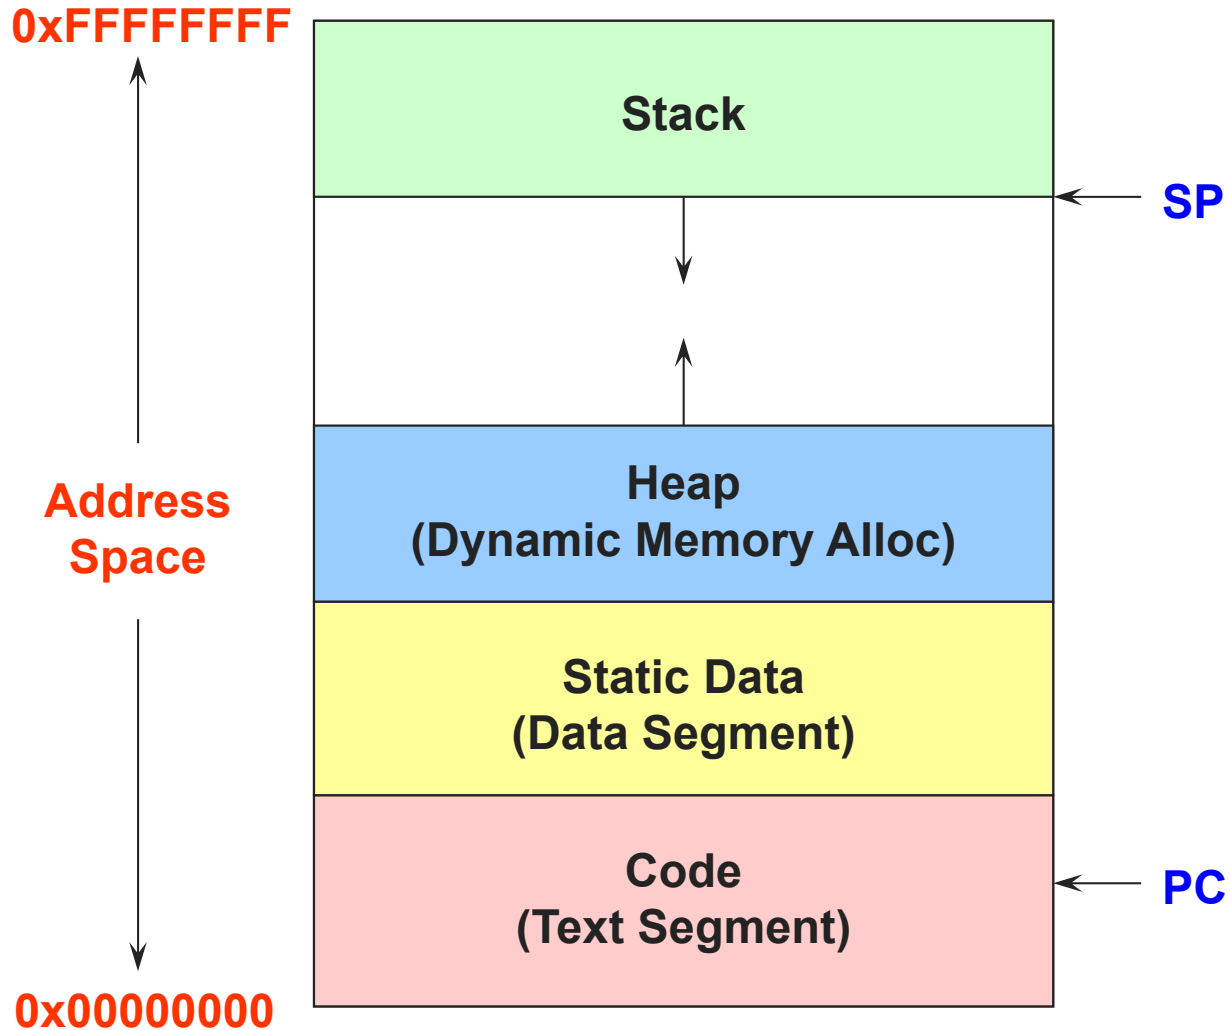 0xFFFFFFFF
Stack
SP
Heap
(Dynamic Memory Alloc)
Address
Space
Static Data
(Data Segment)
Code
(Text Segment)
PC
0x00000000